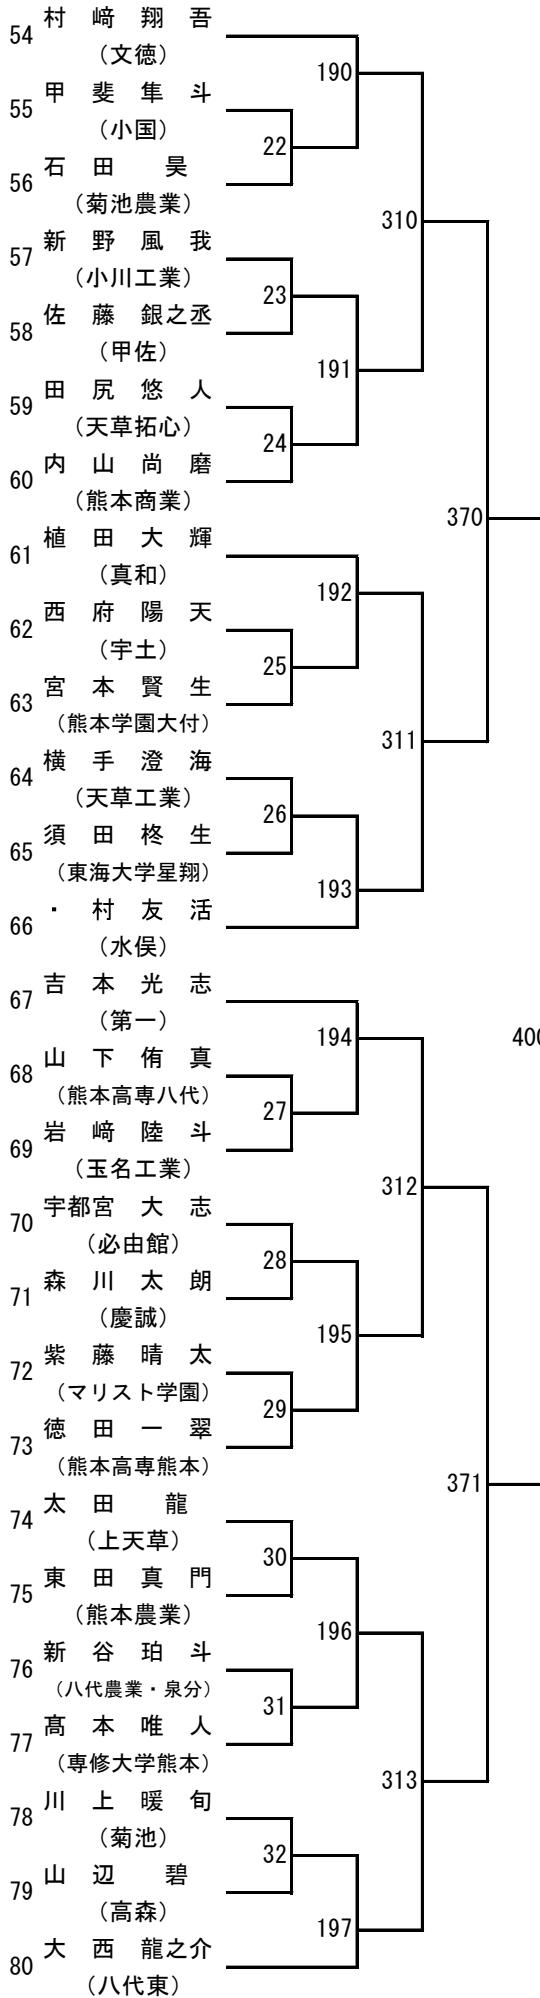 54 村 﨑 翔 吾
（文徳）
190
55 甲 斐 隼 斗
（小国）
22
56 石 田 昊
（菊池農業）
310
57 新 野 風 我
（小川工業）
23
58 佐 藤 銀之丞
（甲佐）
191
59 田 尻 悠 人
（天草拓心）
24
60 内 山 尚 磨
（熊本商業）
370
61 植 田 大 輝
（真和）
192
62 西 府 陽 天
（宇土）
25
63 宮 本 賢 生
（熊本学園大付）
311
64 横 手 澄 海
（天草工業）
26
65 須 田 柊 生
（東海大学星翔）
193
66 ・ 村 友 活
（水俣）
67 吉 本 光 志
（第一）
194
400
68 山 下 侑 真
（熊本高専八代）
27
69 岩 﨑 陸 斗
（玉名工業）
312
70 宇都宮 大 志
（必由館）
28
71 森 川 太 朗
（慶誠）
195
72 紫 藤 晴 太
（マリスト学園）
29
73 徳 田 一 翠
（熊本高専熊本）
371
74 太 田 龍
（上天草）
30
75 東 田 真 門
（熊本農業）
196
76 新 谷 珀 斗
（八代農業・泉分）
31
77 髙 本 唯 人
（専修大学熊本）
313
78 川 上 暖 旬
（菊池）
32
79 山 辺 碧
（高森）
197
80 大 西 龍之介
（八代東）